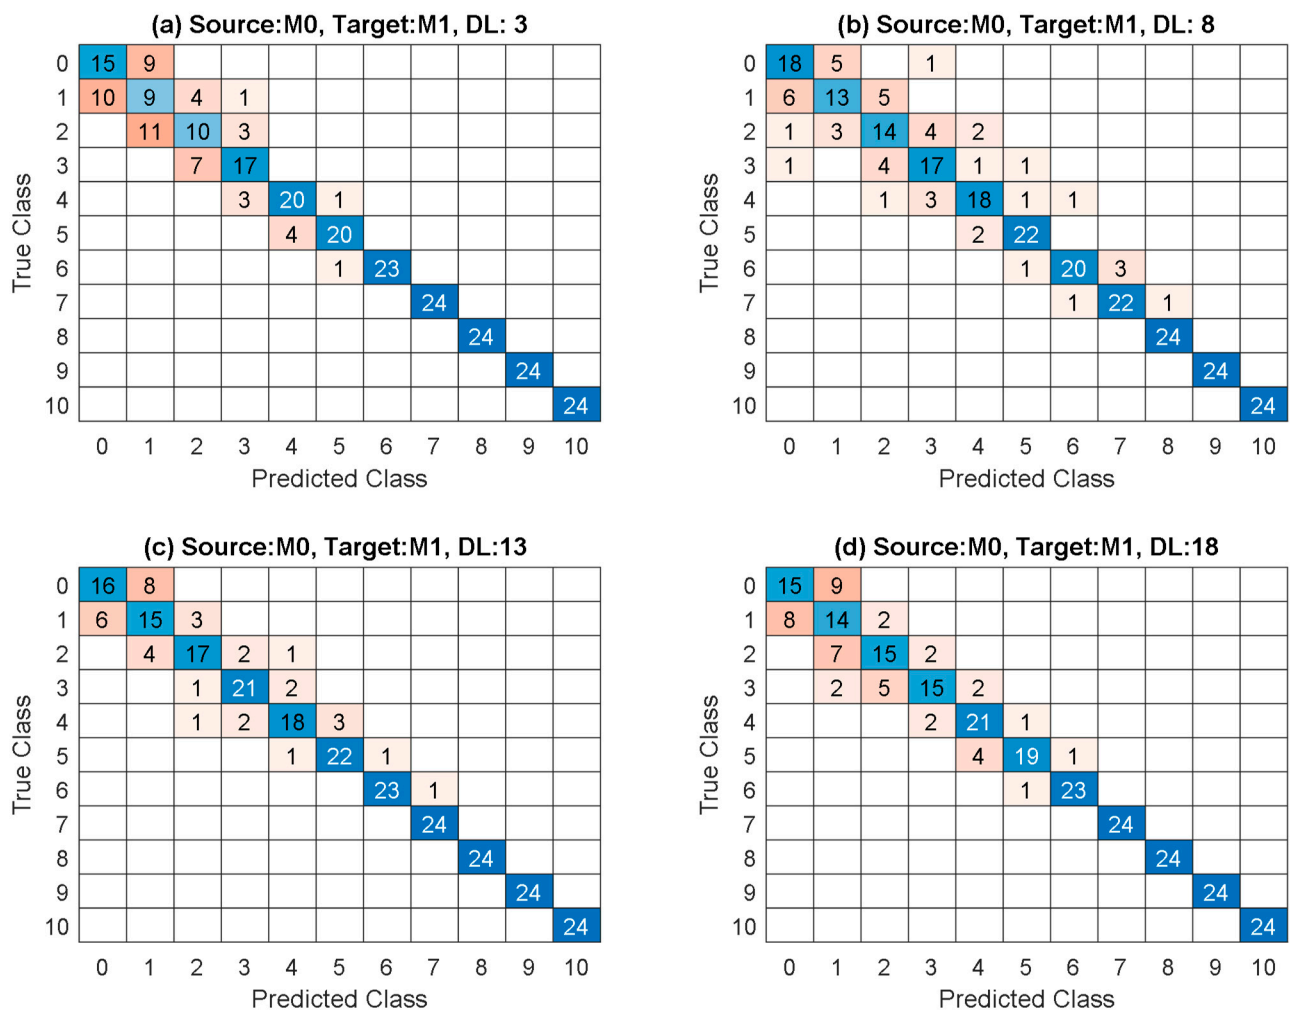 (a) Source:M0, Target:M1, DL: 3
0 15 9
1 10 9 4 1
2 11 10 3
3 7 17
4 3 20 1
5 4 20
6 1 23
7 24
8 24
9 24
10 24
0 1 2 3 4 5 6 7 8 9 10
Predicted Class
True Class
(b) Source:M0, Target:M1, DL: 8
0 18 5 1
1 6 13 5
2 1 3 14 4 2
3 1 4 17 1 1
4 1 3 18 1 1
5 2 22
6 1 20 3
7 1 22 1
8 24
9 24
10 24
0 1 2 3 4 5 6 7 8 9 10
Predicted Class
True Class
(c) Source:M0, Target:M1, DL:13
0 16 8
1 6 15 3
2 4 17 2 1
3 1 21 2
4 1 2 18 3
5 1 22 1
6 23 1
7 24
8 24
9 24
10 24
0 1 2 3 4 5 6 7 8 9 10
Predicted Class
True Class
(d) Source:M0, Target:M1, DL:18
0 15 9
1 8 14 2
2 7 15 2
3 2 5 15 2
4 2 21 1
5 4 19 1
6 1 23
7 24
8 24
9 24
10 24
0 1 2 3 4 5 6 7 8 9 10
Predicted Class
True Class